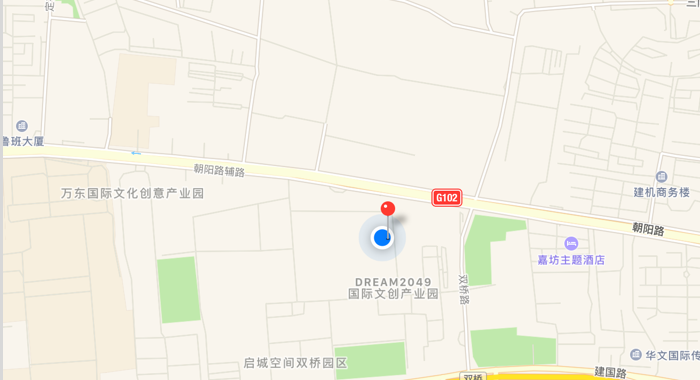 定
三
鲁班大厦
朝阳路辅路
万东国际文化创意产业园
G102
建机商务楼
朝阳路
嘉坊主题酒店
DREAM2049
国际文创产业园
双桥路
启城空间双桥园区
华文国际传
双桥
建国路